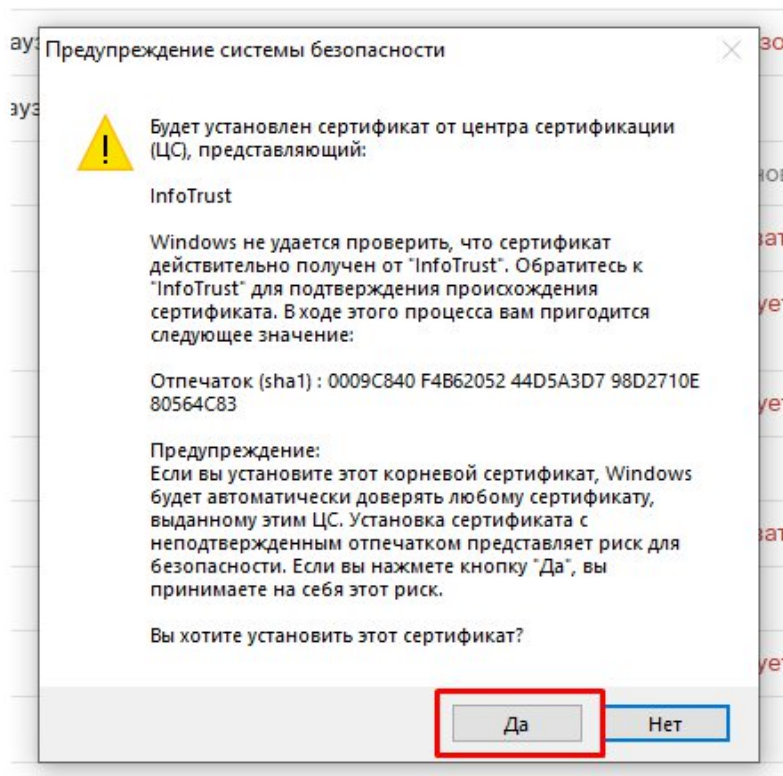 Предупреждение системы безопасности
Будет установлен сертификат от центра сертификации
(ЦС), представляющий:
InfoTrust
Windows не удается проверить, что сертификат
действительно получен от "InfoTrust". Обратитесь к
"InfoTrust" для подтверждения происхождения
сертификата. В ходе этого процесса вам пригодится
следующее значение:
Отпечаток (sha1) : 0009C840 F4B62052 44D5A3D7 98D2710E
80564C83
Предупреждение:
Если вы установите этот корневой сертификат, Windows
будет автоматически доверять любому сертификату,
выданному этим ЦС. Установка сертификата с
неподтвержденным отпечатком представляет риск для
безопасности. Если вы нажмете кнопку "Да", вы
принимаете на себя этот риск.
Вы хотите установить этот сертификат?
Да
Нет